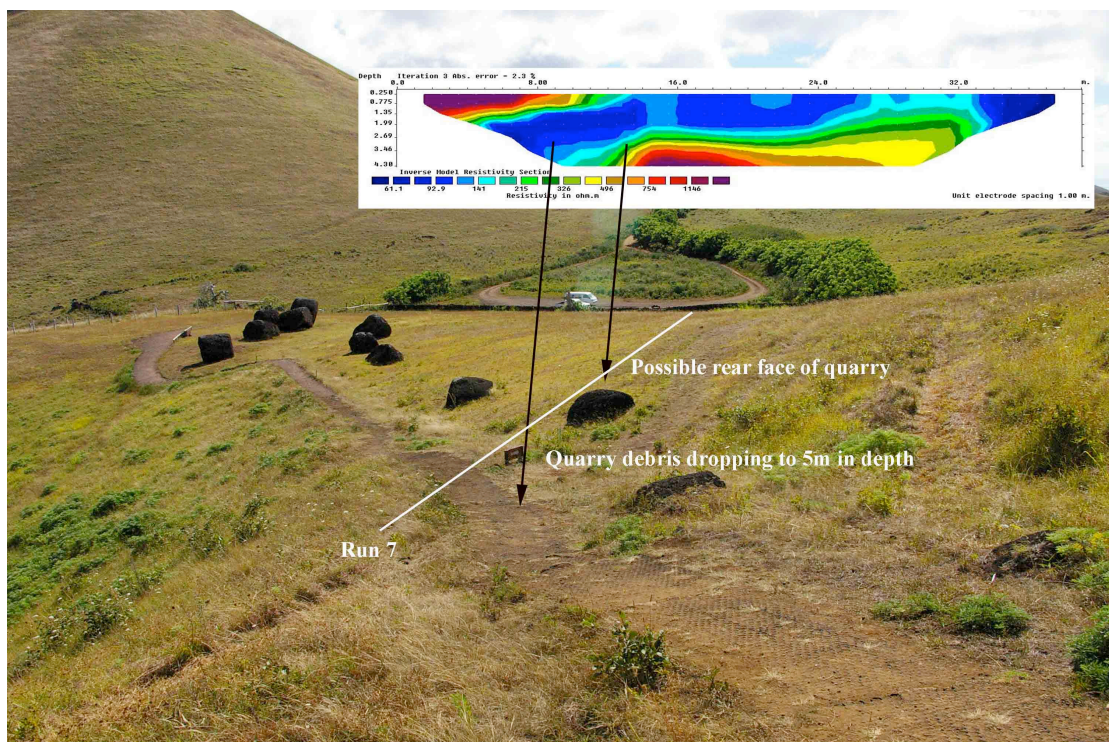 Depth Iteration 3 Abs. error = 2.3 %
0.0 8.00 16.0 24.0 32.0 m.
0.250
0.775
1.35
1.99
2.69
3.46
4.30
Inverse Model Resistivity Section
61.1 92.9 141 215 326 496 754 1146
Resistivity in ohm.m Unit electrode spacing 1.00 m.
Possible rear face of quarry
Quarry debris dropping to 5m in depth
Run 7